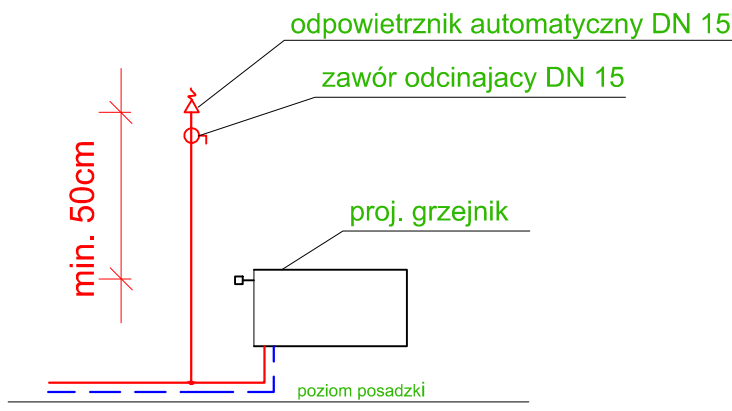 odpowietrznik automatyczny DN 15
zawór odcinajacy DN 15
min. 50cm
proj. grzejnik
poziom posadzki